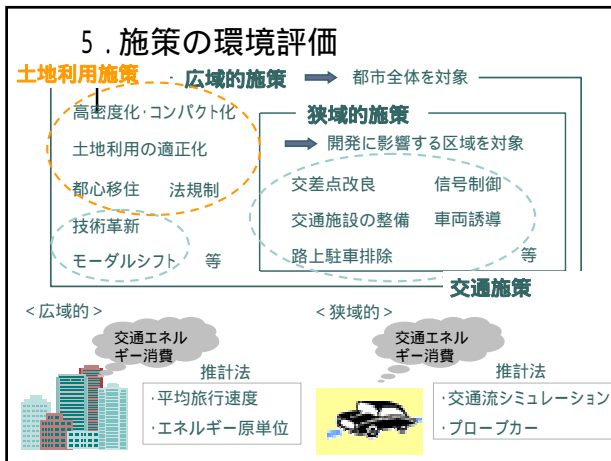 5．施策の環境評価
土地利用施策
・広域的施策
都市全体を対象
高密度化・コンパクト化
土地利用の適正化
都心移住 法規制
技術革新
モーダルシフト 等
狭域的施策
開発に影響する区域を対象
交差点改良 信号制御
交通施設の整備 車両誘導
路上駐車排除 等
交通施策
<広域的>
交通エネル
ギー消費
推計法
・平均旅行速度
・エネルギー原単位
<狭域的>
交通エネル
ギー消費
推計法
・交通流シミュレーション
・プローブカー